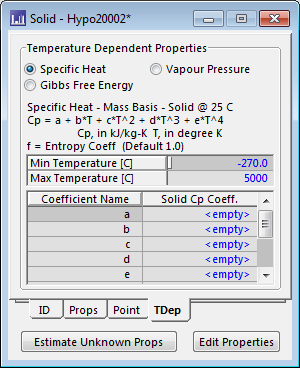 Solid - Hypo20002*
Temperature Dependent Properties
Specific Heat Vapour Pressure
Gibbs Free Energy
Specific Heat - Mass Basis - Solid @ 25 C
Cp = a + b*T + c*T^2 + d*T^3 + e*T^4
Cp, in kJ/kg-K T, in degree K
f = Entropy Coeff (Default 1.0)
Min Temperature [C] -270.0
Max Temperature [C] 5000
Coefficient Name Solid Cp Coeff.
a <empty>
b <empty>
c <empty>
d <empty>
e <empty>
ID Props Point TDep
Estimate Unknown Props Edit Properties